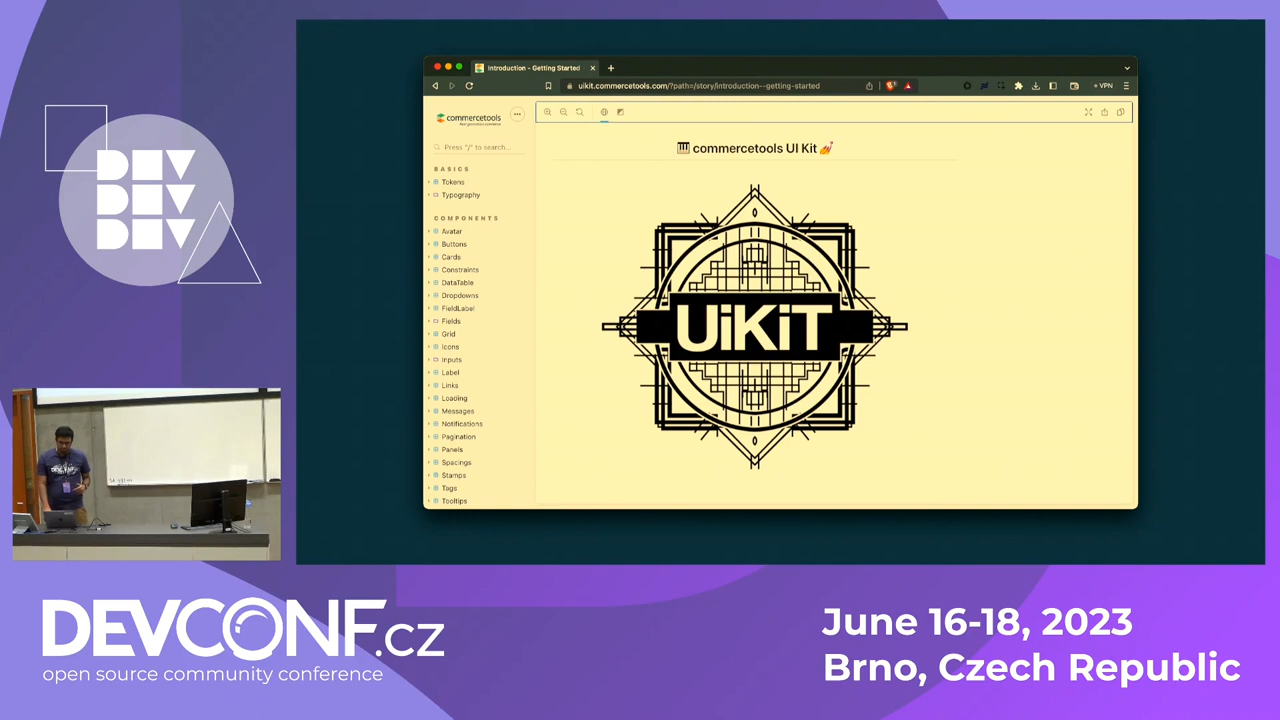 DEV
DEV
DEV
Introduction - Getting Started
uikit.commercetools.com/?path=/story/introduction--getting-started
VPN
commercetools
Press "/" to search...
BASICS
Tokens
Typography
COMPONENTS
Avatar
Buttons
Cards
Constraints
DataTable
Dropdowns
FieldLabel
Fields
Grid
Icons
Inputs
Label
Links
Loading
Messages
Notifications
Pagination
Panels
Spacings
Stamps
Tags
Tooltips
🎹 commercetools UI Kit 💅
UiKiT
DEVCONF.cz
open source community conference
June 16-18, 2023
Brno, Czech Republic